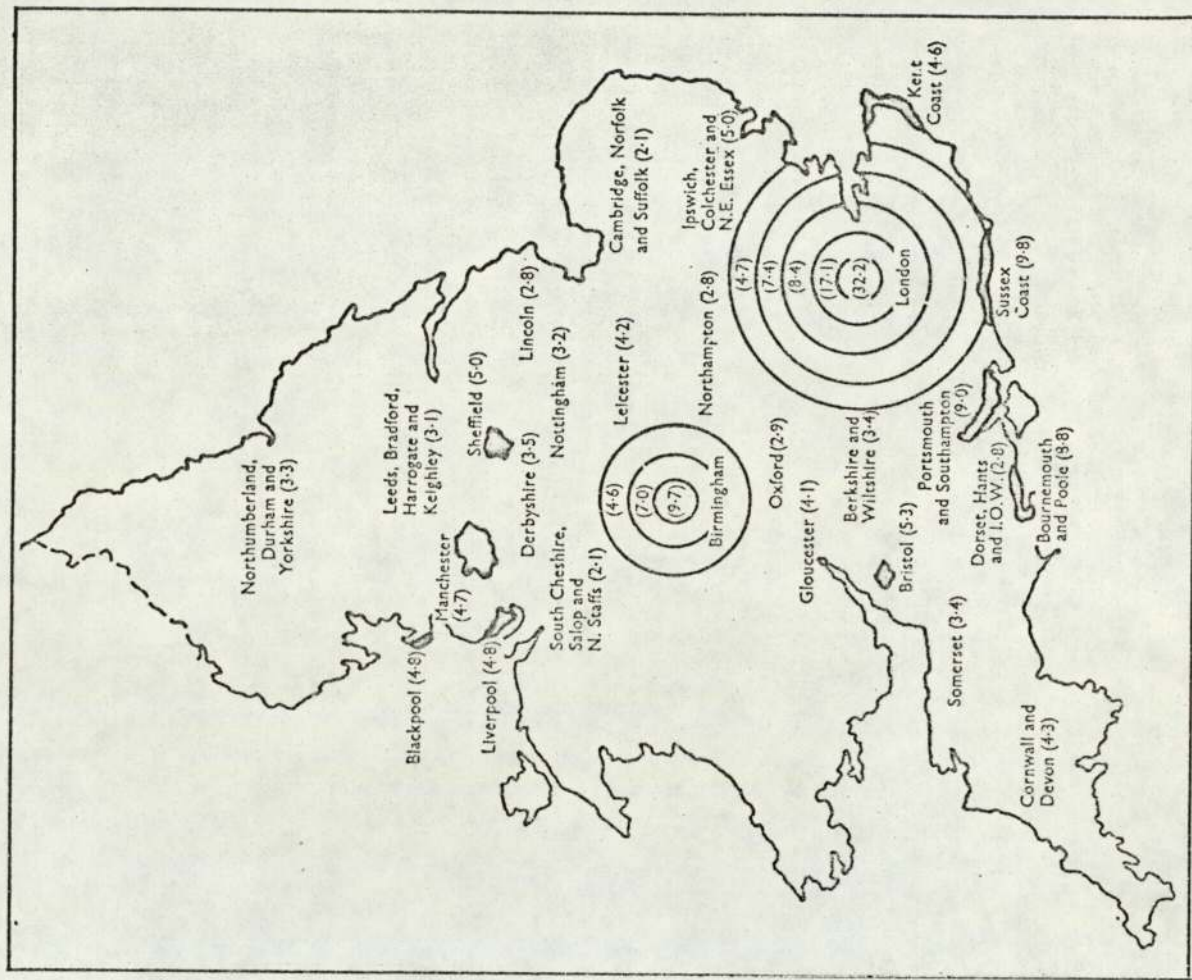 Northumberland,
Durham and
Yorkshire (3·3)
Leeds, Bradford,
Harrogate and
Keighley (3·1)
Blackpool (4·8)
Manchester
(4·7)
Sheffield (5·0)
Liverpool (4·8)
Derbyshire (3·5)
Lincoln (2·8)
Nottingham (3·2)
South Cheshire,
Salop and
N. Staffs (2·1)
Leicester (4·2)
Cambridge, Norfolk
and Suffolk (2·1)
(4·6)
(7·0)
(9·7)
Birmingham
Northampton (2·8)
Ipswich,
Colchester and
N.E. Essex (5·0)
Oxford (2·9)
Gloucester (4·1)
(4·7)
(7·4)
(8·4)
(17·1)
(32·2)
London
Berkshire and
Wiltshire (3·4)
Bristol (5·3)
Kent
Coast (4·6)
Somerset (3·4)
Portsmouth
and Southampton
(9·0)
Sussex
Coast (9·8)
Dorset, Hants
and I.O.W. (2·8)
Bournemouth
and Poole (8·8)
Cornwall and
Devon (4·3)